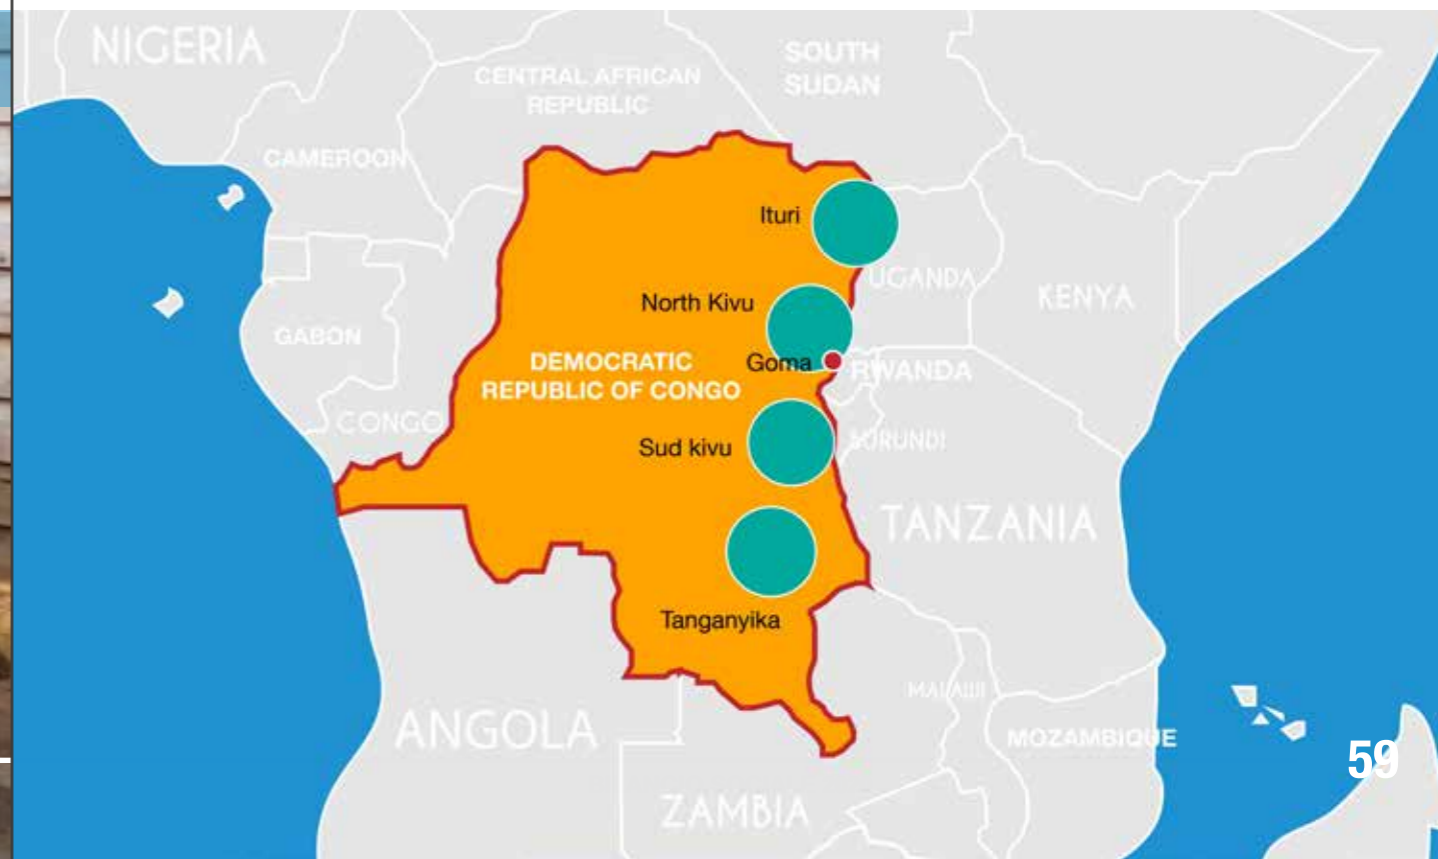 NIGERIA
CENTRAL AFRICAN
REPUBLIC
SOUTH
SUDAN
CAMEROON
Ituri
UGANDA
KENYA
North Kivu
GABON
DEMOCRATIC
REPUBLIC OF CONGO
Goma
RWANDA
CONGO
Sud kivu
BURUNDI
TANZANIA
Tanganyika
MALAWI
ANGOLA
MOZAMBIQUE
59
ZAMBIA